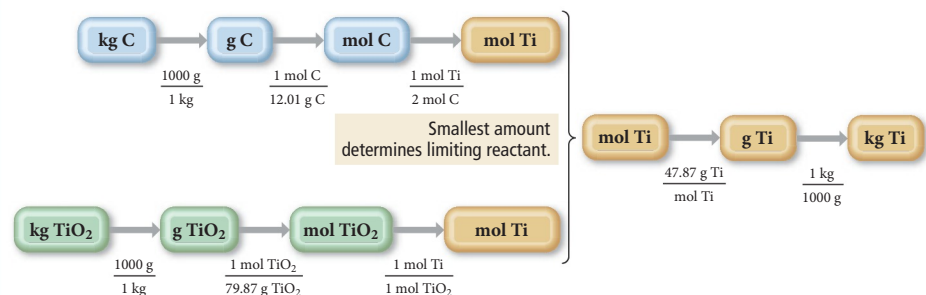 kg C
g C
mol C
mol Ti
1000 g
1 kg
1 mol C
12.01 g C
1 mol Ti
2 mol C
Smallest amount
determines limiting reactant.
mol Ti
g Ti
kg Ti
47.87 g Ti
mol Ti
1 kg
1000 g
kg TiO₂
g TiO₂
mol TiO₂
mol Ti
1000 g
1 kg
1 mol TiO₂
79.87 g TiO₂
1 mol Ti
1 mol TiO₂